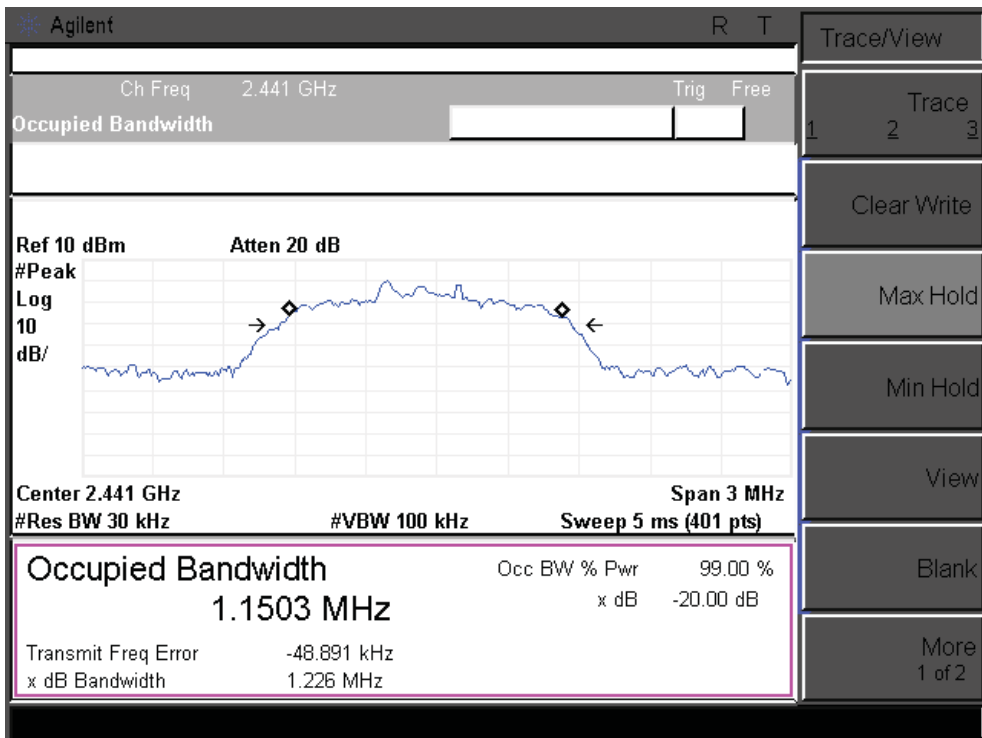 Agilent R T
Ch Freq 2.441 GHz Trig Free
Occupied Bandwidth
Ref 10 dBm Atten 20 dB
#Peak
Log
10
dB/
Center 2.441 GHz Span 3 MHz
#Res BW 30 kHz #VBW 100 kHz Sweep 5 ms (401 pts)
Occupied Bandwidth Occ BW % Pwr 99.00 %
1.1503 MHz x dB -20.00 dB
Transmit Freq Error -48.891 kHz
x dB Bandwidth 1.226 MHz
Trace/View
Trace
1 2 3
Clear Write
Max Hold
Min Hold
View
Blank
More
1 of 2